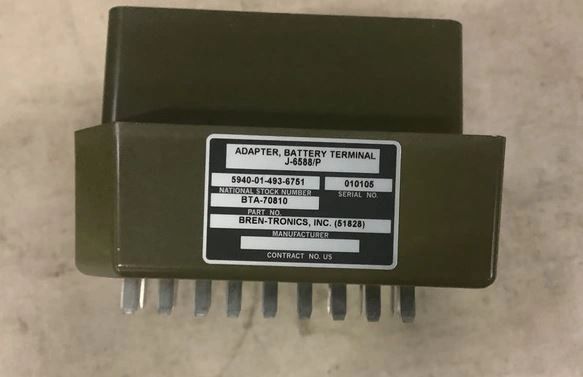 ADAPTER, BATTERY TERMINAL
J-6588/P
5940-01-493-6751 010105
NATIONAL STOCK NUMBER SERIAL NO.
BTA-70810
PART NO.
BREN-TRONICS, INC. (51828)
MANUFACTURER
CONTRACT NO. US